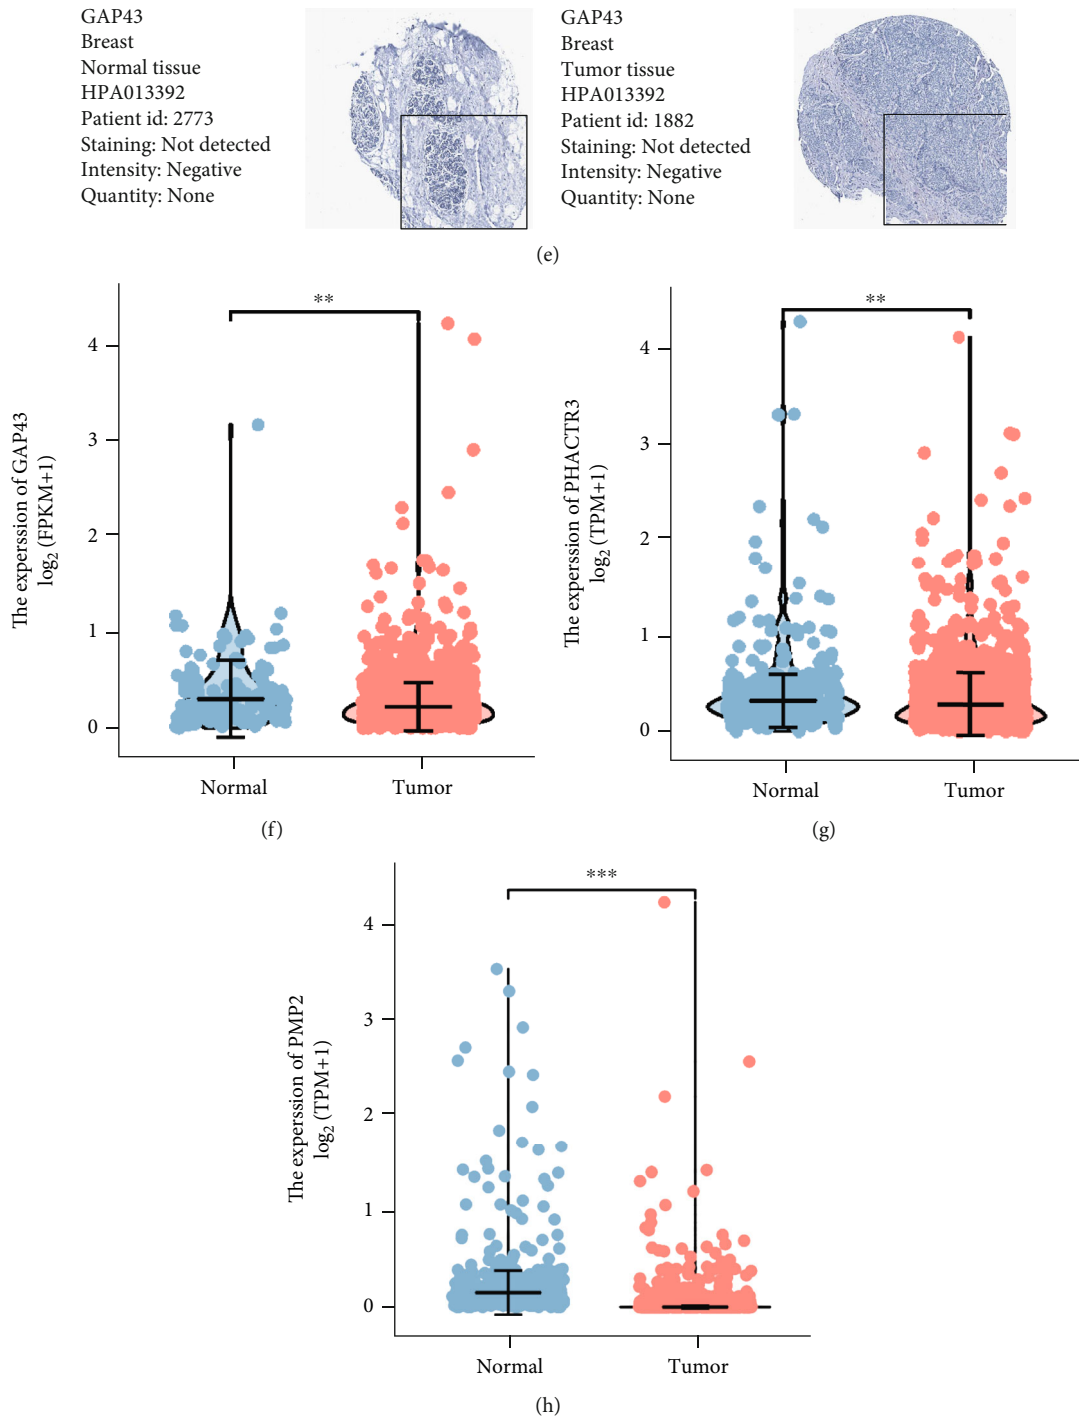 GAP43
Breast
Normal tissue
HPA013392
Patient id: 2773
Staining: Not detected
Intensity: Negative
Quantity: None
GAP43
Breast
Tumor tissue
HPA013392
Patient id: 1882
Staining: Not detected
Intensity: Negative
Quantity: None
(e)
The experssion of GAP43
log₂ (FPKM+1)
4
3
2
1
0
**
Normal
Tumor
(f)
The experssion of PHACTR3
log₂ (TPM+1)
4
3
2
1
0
**
Normal
Tumor
(g)
The experssion of PMP2
log₂ (TPM+1)
4
3
2
1
0
***
Normal
Tumor
(h)